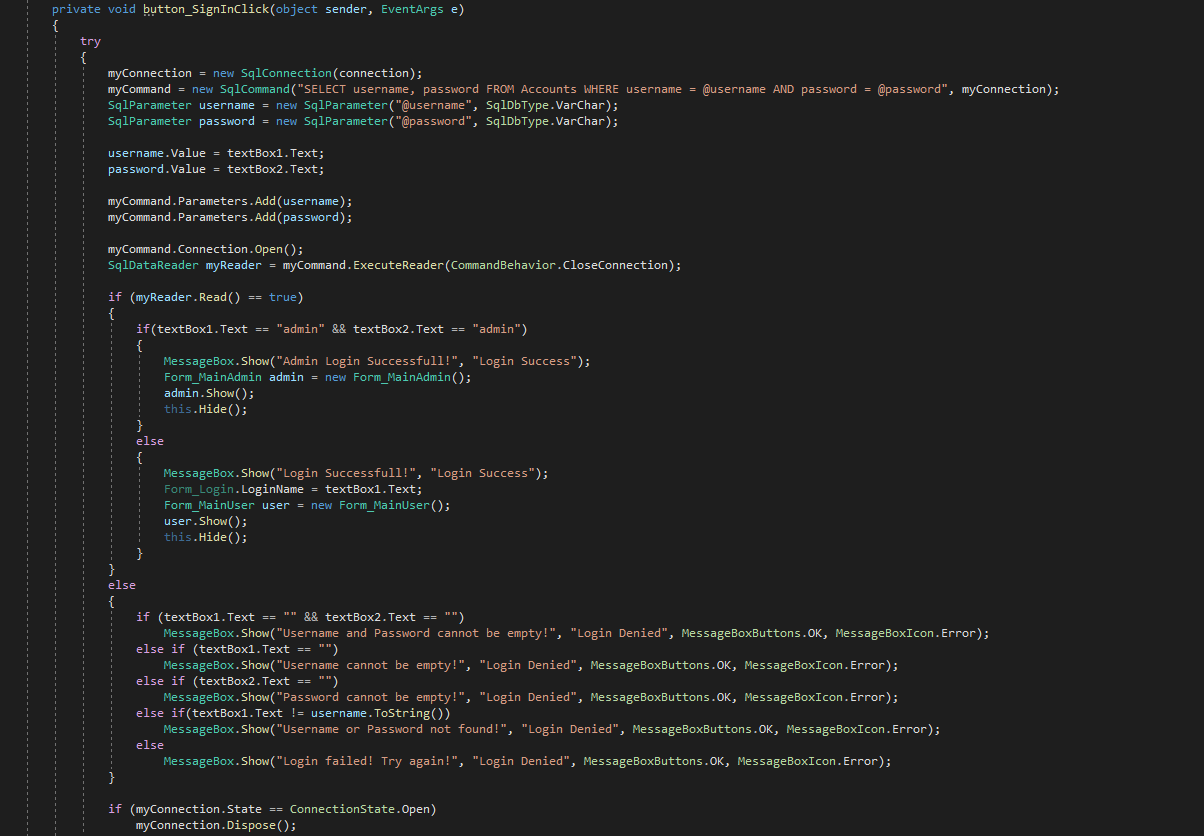 private void button_SignInClick(object sender, EventArgs e)
{
try
{
myConnection = new SqlConnection(connection);
myCommand = new SqlCommand("SELECT username, password FROM Accounts WHERE username = @username AND password = @password", myConnection);
SqlParameter username = new SqlParameter("@username", SqlDbType.VarChar);
SqlParameter password = new SqlParameter("@password", SqlDbType.VarChar);
username.Value = textBox1.Text;
password.Value = textBox2.Text;
myCommand.Parameters.Add(username);
myCommand.Parameters.Add(password);
myCommand.Connection.Open();
SqlDataReader myReader = myCommand.ExecuteReader(CommandBehavior.CloseConnection);
if (myReader.Read() == true)
{
if(textBox1.Text == "admin" && textBox2.Text == "admin")
{
MessageBox.Show("Admin Login Successfull!", "Login Success");
Form_MainAdmin admin = new Form_MainAdmin();
admin.Show();
this.Hide();
}
else
{
MessageBox.Show("Login Successfull!", "Login Success");
Form_Login.LoginName = textBox1.Text;
Form_MainUser user = new Form_MainUser();
user.Show();
this.Hide();
}
}
else
{
if (textBox1.Text == "" && textBox2.Text == "")
MessageBox.Show("Username and Password cannot be empty!", "Login Denied", MessageBoxButtons.OK, MessageBoxIcon.Error);
else if (textBox1.Text == "")
MessageBox.Show("Username cannot be empty!", "Login Denied", MessageBoxButtons.OK, MessageBoxIcon.Error);
else if (textBox2.Text == "")
MessageBox.Show("Password cannot be empty!", "Login Denied", MessageBoxButtons.OK, MessageBoxIcon.Error);
else if(textBox1.Text != username.ToString())
MessageBox.Show("Username or Password not found!", "Login Denied", MessageBoxButtons.OK, MessageBoxIcon.Error);
else
MessageBox.Show("Login failed! Try again!", "Login Denied", MessageBoxButtons.OK, MessageBoxIcon.Error);
}
if (myConnection.State == ConnectionState.Open)
myConnection.Dispose();